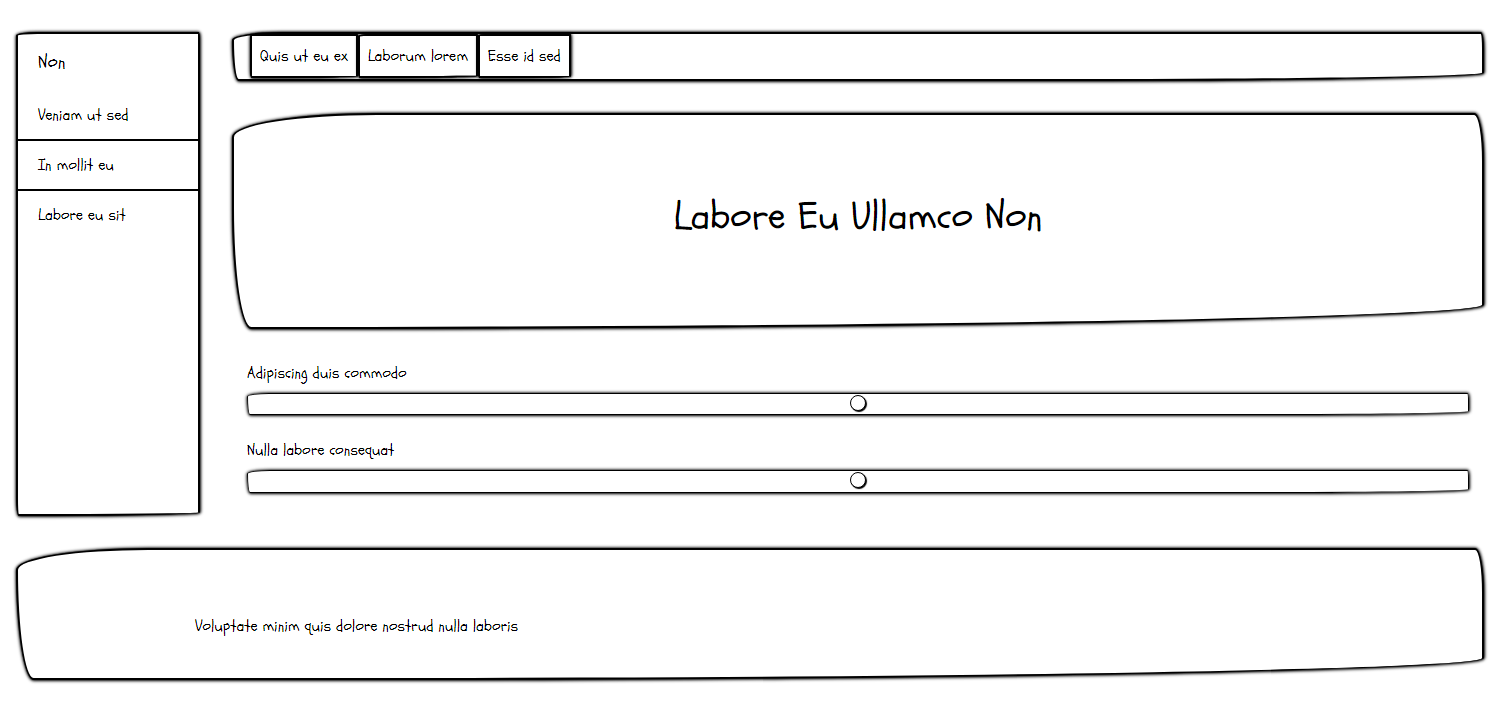 Non
Veniam ut sed
In mollit eu
Labore eu sit
Quis ut eu ex
Laborum lorem
Esse id sed
Labore Eu Ullamco Non
Adipiscing duis commodo
Nulla labore consequat
Voluptate minim quis dolore nostrud nulla laboris